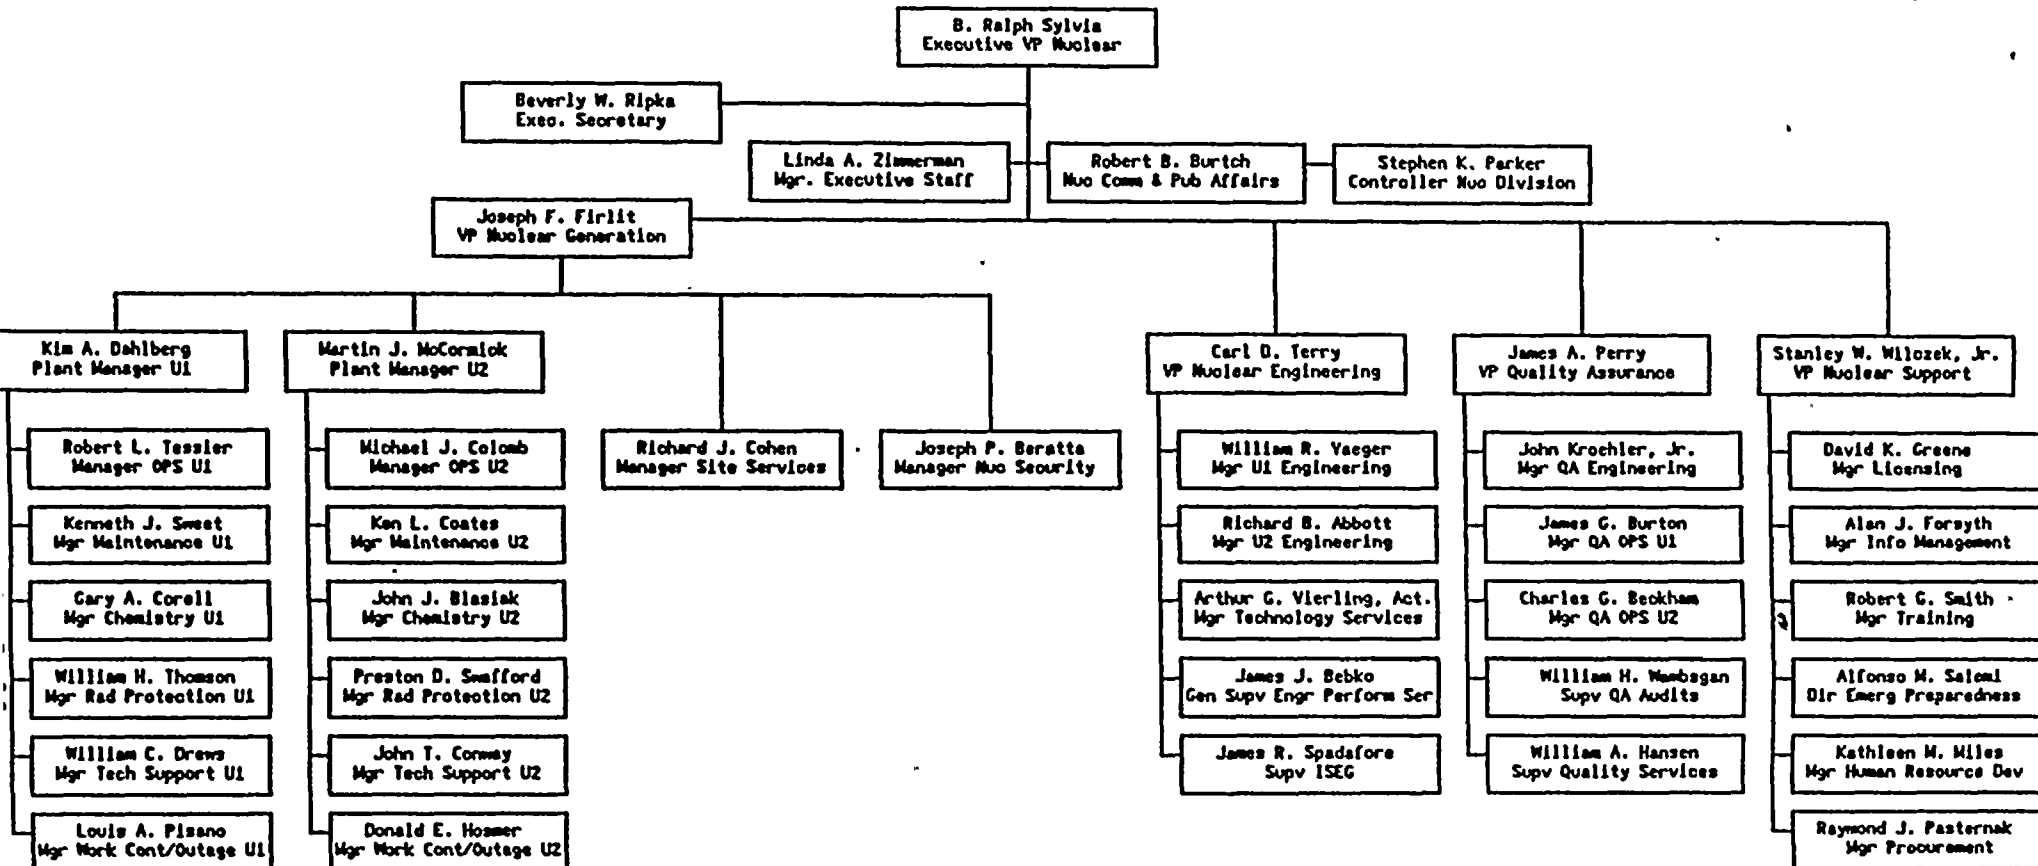 B. Ralph Sylvia
Executive VP Nuclear
Beverly W. Ripka
Exec. Secretary
Linda A. Zimmerman
Mgr. Executive Staff
Robert B. Burtch
Nuc Comm & Pub Affairs
Stephen K. Parker
Controller Nuc Division
Joseph F. Firlit
VP Nuclear Generation
Kim A. Dahlberg
Plant Manager U1
Martin J. McCormick
Plant Manager U2
Carl D. Terry
VP Nuclear Engineering
James A. Perry
VP Quality Assurance
Stanley W. Wilczek, Jr.
VP Nuclear Support
Robert L. Tessier
Manager OPS U1
Kenneth J. Sweet
Mgr Maintenance U1
Gary A. Corell
Mgr Chemistry U1
William H. Thomson
Mgr Rad Protection U1
William C. Drews
Mgr Tech Support U1
Louis A. Pisano
Mgr Work Cont/Outage U1
Michael J. Colomb
Manager OPS U2
Ken L. Coates
Mgr Maintenance U2
John J. Blasiak
Mgr Chemistry U2
Preston D. Swafford
Mgr Rad Protection U2
John T. Conway
Mgr Tech Support U2
Donald E. Hosmer
Mgr Work Cont/Outage U2
Richard J. Cohen
Manager Site Services
Joseph P. Beratta
Manager Nuc Security
William R. Yaeger
Mgr U1 Engineering
Richard B. Abbott
Mgr U2 Engineering
Arthur G. Vierling, Act.
Mgr Technology Services
James J. Bebko
Gen Supv Engr Perform Ser
James R. Spadafore
Supv ISEG
John Krochler, Jr.
Mgr QA Engineering
James G. Burton
Mgr QA OPS U1
Charles G. Beckham
Mgr QA OPS U2
William H. Wambsgan
Supv QA Audits
William A. Hansen
Supv Quality Services
David K. Greene
Mgr Licensing
Alan J. Forsyth
Mgr Info Management
Robert G. Smith
Mgr Training
Alfonso M. Salemi
Dir Emerg Preparedness
Kathleen M. Miles
Mgr Human Resource Dev
Raymond J. Pasternak
Mgr Procurement